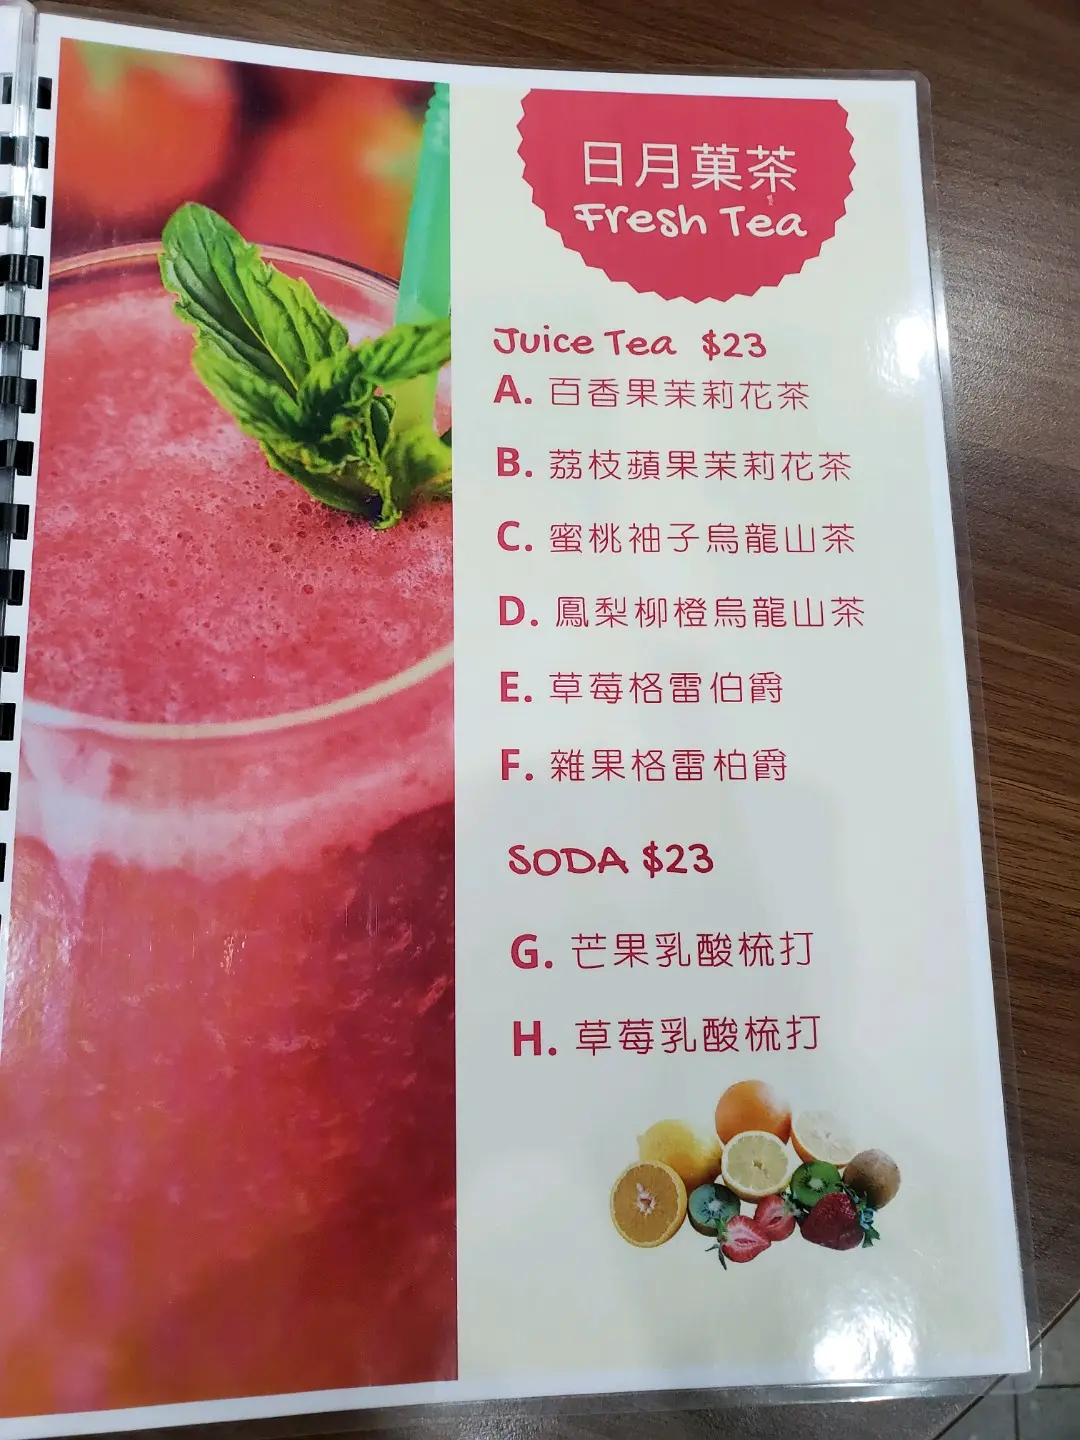 日月菓茶
Fresh Tea
Juice Tea $23
A. 百香果茉莉花茶
B. 荔枝蘋果茉莉花茶
C. 蜜桃袖子烏龍山茶
D. 鳳梨柳橙烏龍山茶
E. 草莓格雷伯爵
F. 雜果格雷柏爵
SODA $23
G. 芒果乳酸梳打
H. 草莓乳酸梳打